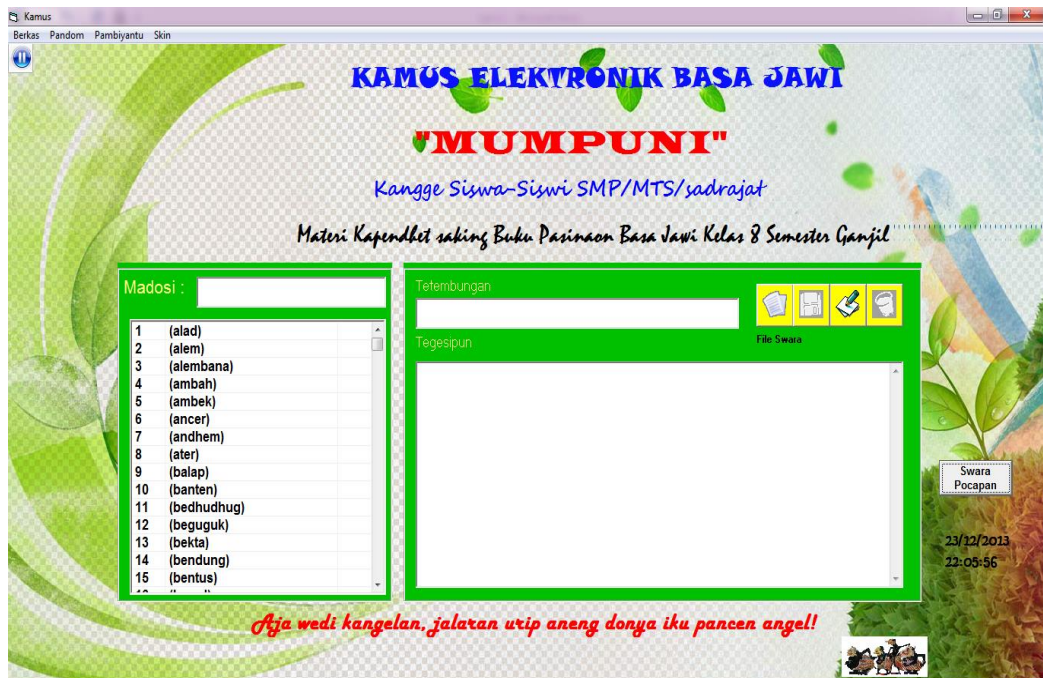 Kamus
Berkas Pandom Pambiyantu Skin
KAMUS ELEKTRONIK BASA JAWI
"MUMPUNI"
Kangge Siswa-Siswi SMP/MTS/sadrajat
Materi Kapendhet saking Buku Pasinaon Basa Jawi Kelas 8 Semester Ganjil
Madosi :
1 (alad)
2 (alem)
3 (alembana)
4 (ambah)
5 (ambek)
6 (ancer)
7 (andhem)
8 (ater)
9 (balap)
10 (banten)
11 (bedhudhug)
12 (beguguk)
13 (bekta)
14 (bendung)
15 (bentus)
Tetembungan
File Swara
Tegesipun
Swara
Pocapan
23/12/2013
22:05:56
Aja wedi kangelan, jalaran urip aneng donya iku pancen angel!